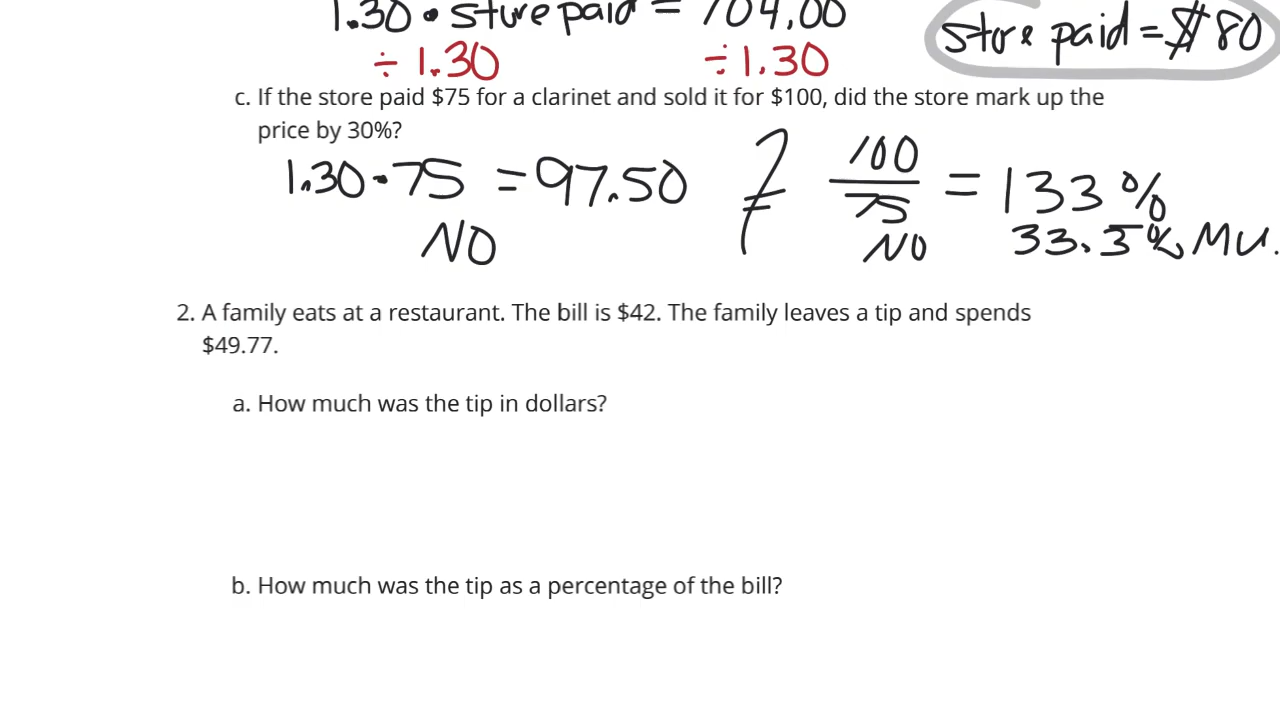 1.30 • store paid = 104.00
store paid = $80
÷ 1.30 ÷ 1.30
c. If the store paid $75 for a clarinet and sold it for $100, did the store mark up the
price by 30%?
1.30 • 75 = 97.50 100/75 = 133%
NO NO 33.3% MU.
2. A family eats at a restaurant. The bill is $42. The family leaves a tip and spends
$49.77.
a. How much was the tip in dollars?
b. How much was the tip as a percentage of the bill?